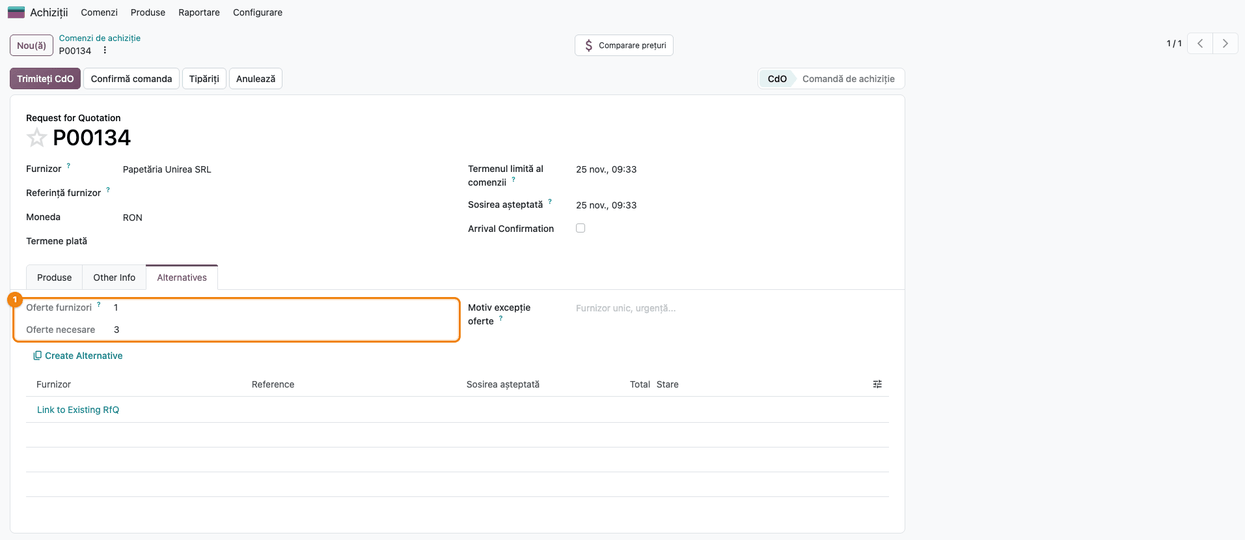 Achiziții Comenzi Produse Raportare Configurare
Nou(ă) Comenzi de achiziție
P00134
$ Comparare prețuri
1 / 1
Trimiteți CdO Confirmă comanda Tipăriți Anulează
CdO Comandă de achiziție
Request for Quotation
P00134
Furnizor ? Papetăria Unirea SRL
Referință furnizor ?
Moneda RON
Termene plată
Termenul limită al
comenzii ? 25 nov., 09:33
Sosirea așteptată ? 25 nov., 09:33
Arrival Confirmation
Produse Other Info Alternatives
1
Oferte furnizori ? 1
Oferte necesare 3
Motiv excepție
oferte ? Furnizor unic, urgență...
Create Alternative
Furnizor Reference Sosirea așteptată Total Stare
Link to Existing RfQ